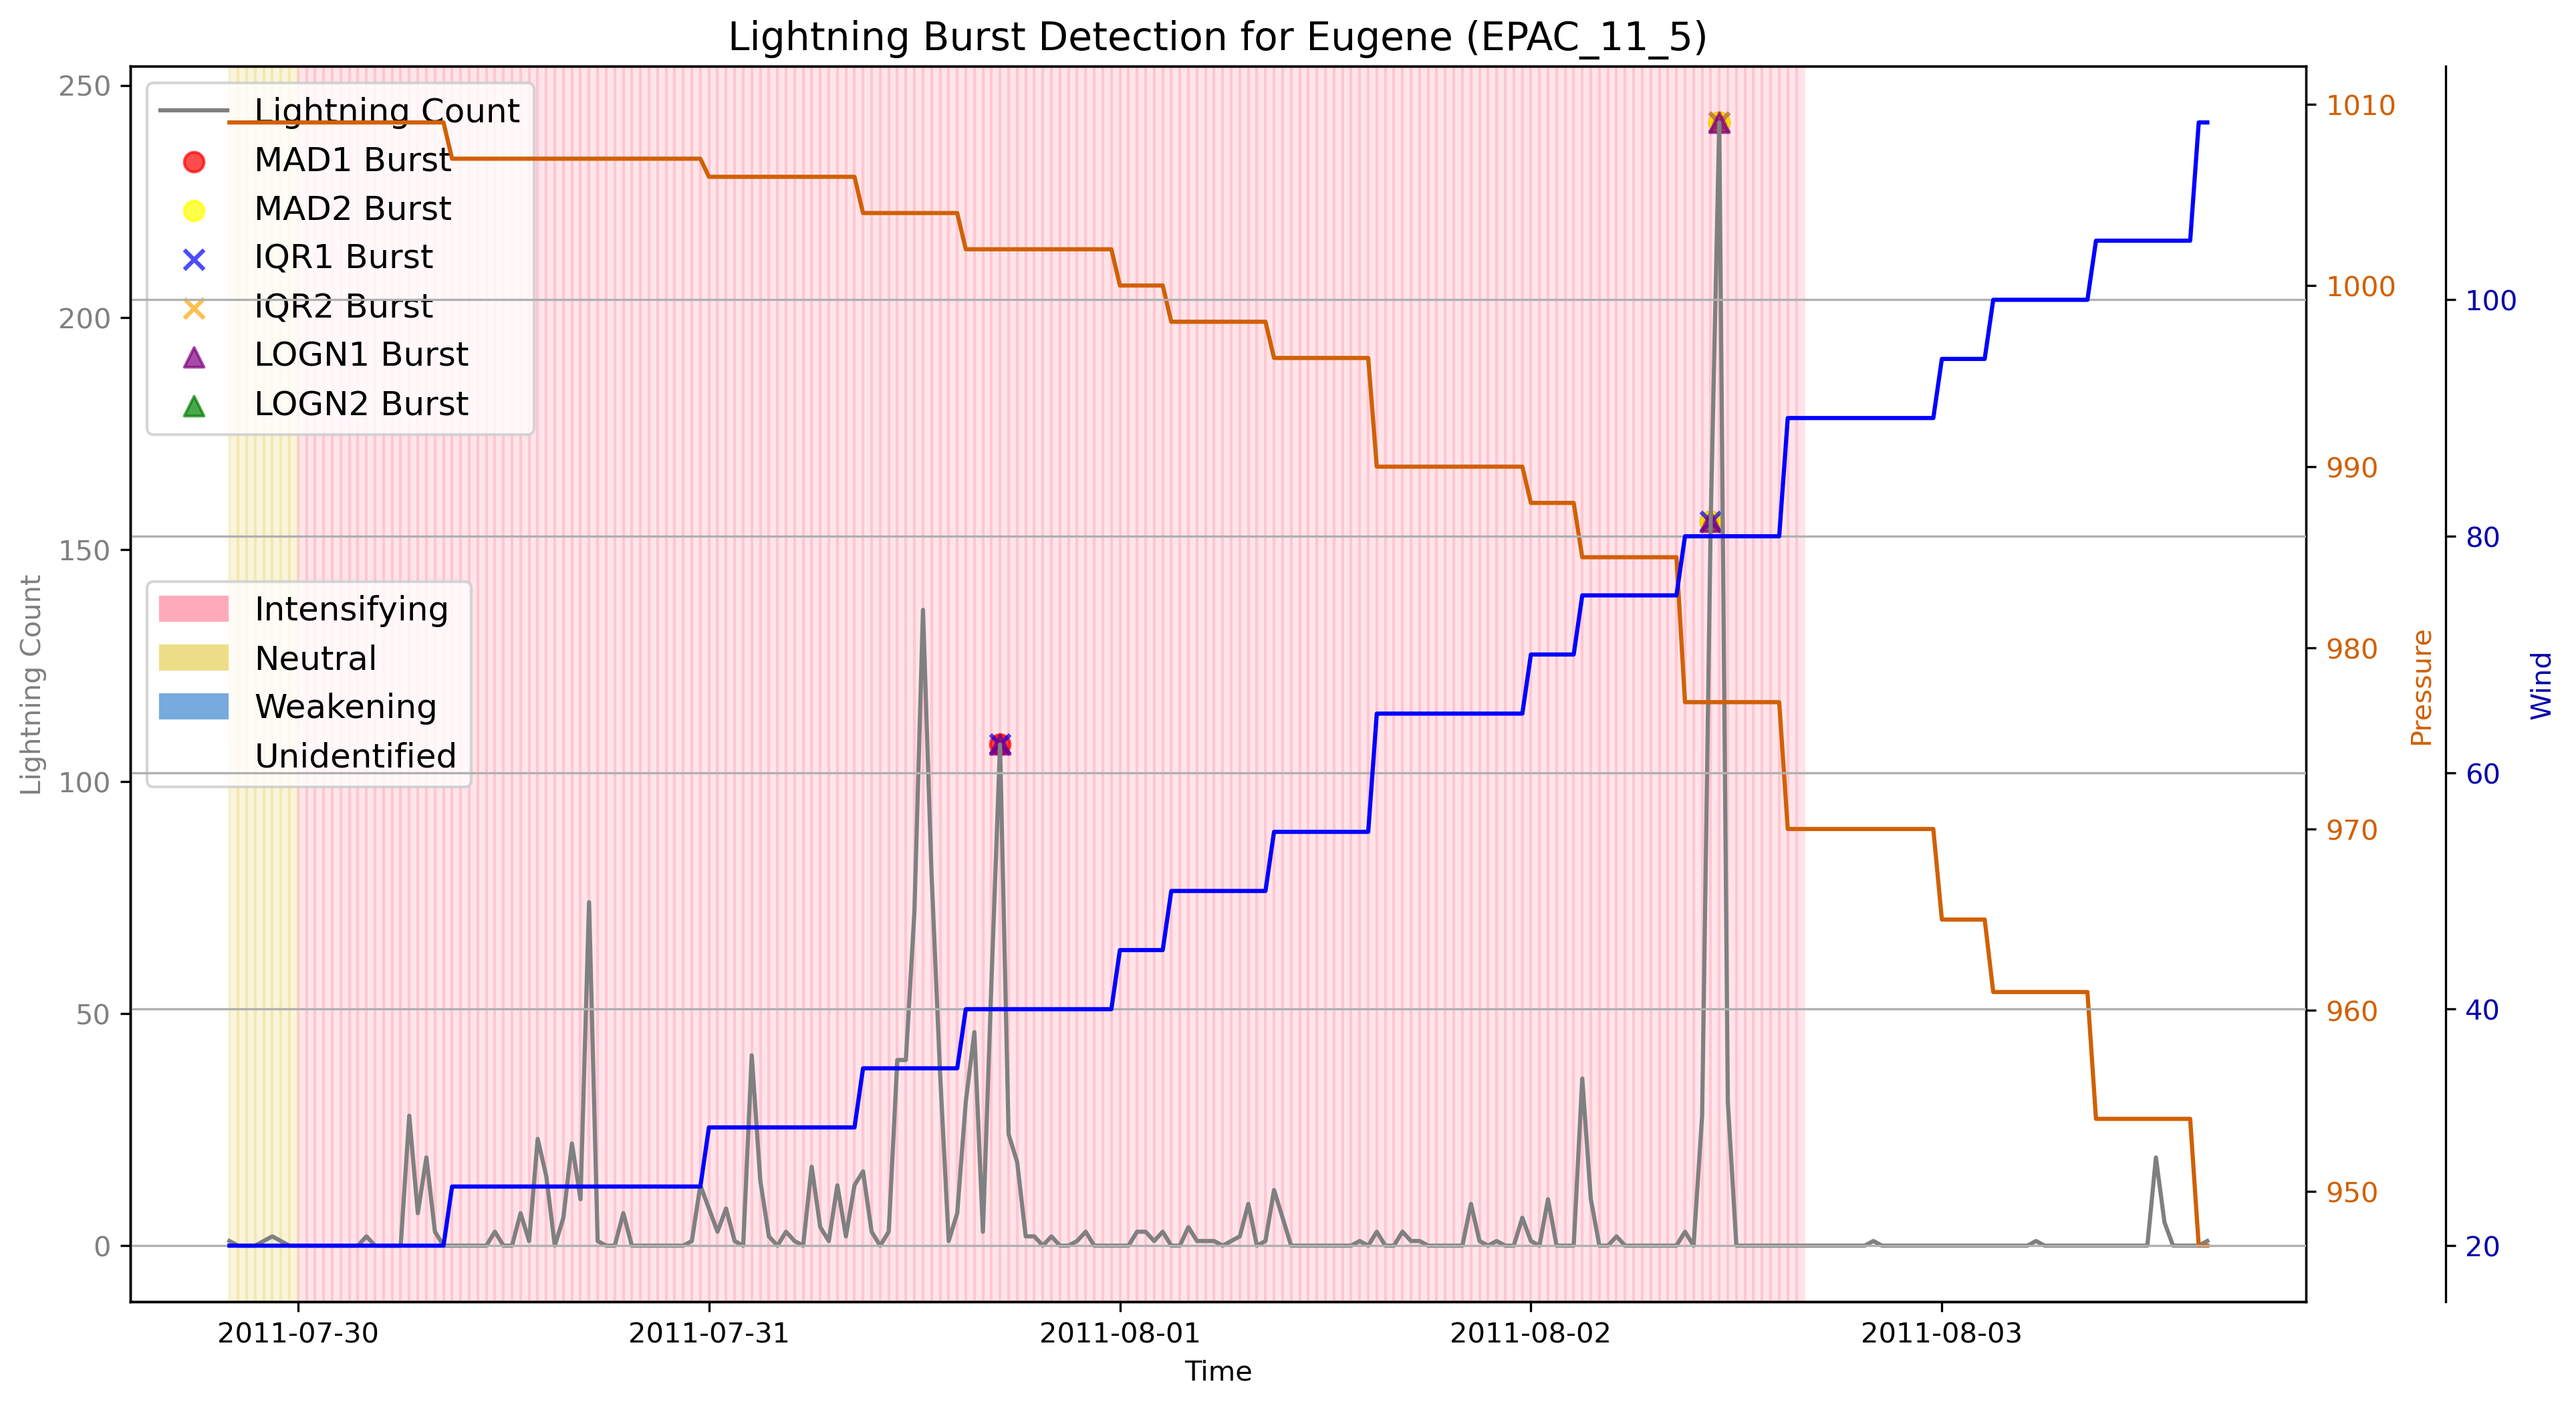 Lightning Burst Detection for Eugene (EPAC_11_5)
250
200
150
100
50
0
Lightning Count
Lightning Count
MAD1 Burst
MAD2 Burst
IQR1 Burst
IQR2 Burst
LOGN1 Burst
LOGN2 Burst
Intensifying
Neutral
Weakening
Unidentified
1010
1000
990
980
970
960
950
Pressure
100
80
60
40
20
Wind
2011-07-30
2011-07-31
2011-08-01
2011-08-02
2011-08-03
Time